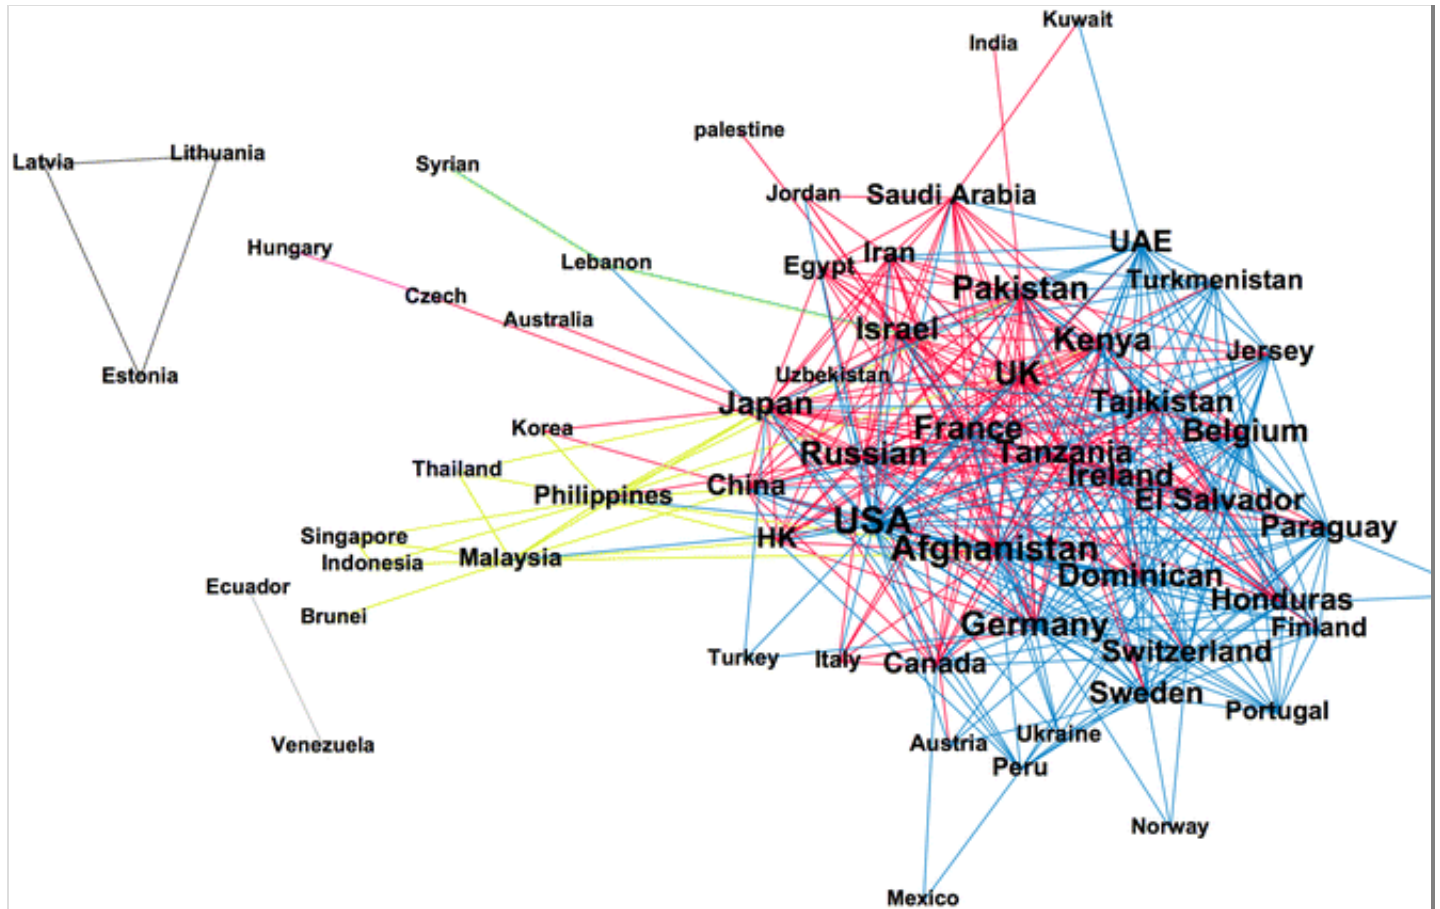 Kuwait
India
palestine
Lithuania
Latvia
Syrian
Jordan
Saudi Arabia
UAE
Hungary
Lebanon
Iran
Egypt
Turkmenistan
Pakistan
Czech
Australia
Israel
Kenya
Jersey
Estonia
Uzbekistan
UK
Japan
Tajikistan
Korea
France
Belgium
Thailand
Russian
Tanzania
Ireland
Philippines
China
El Salvador
Singapore
USA
HK
Paraguay
Indonesia
Malaysia
Afghanistan
Ecuador
Dominican
Honduras
Brunei
Germany
Finland
Turkey
Italy
Canada
Switzerland
Sweden
Portugal
Venezuela
Austria
Ukraine
Peru
Norway
Mexico